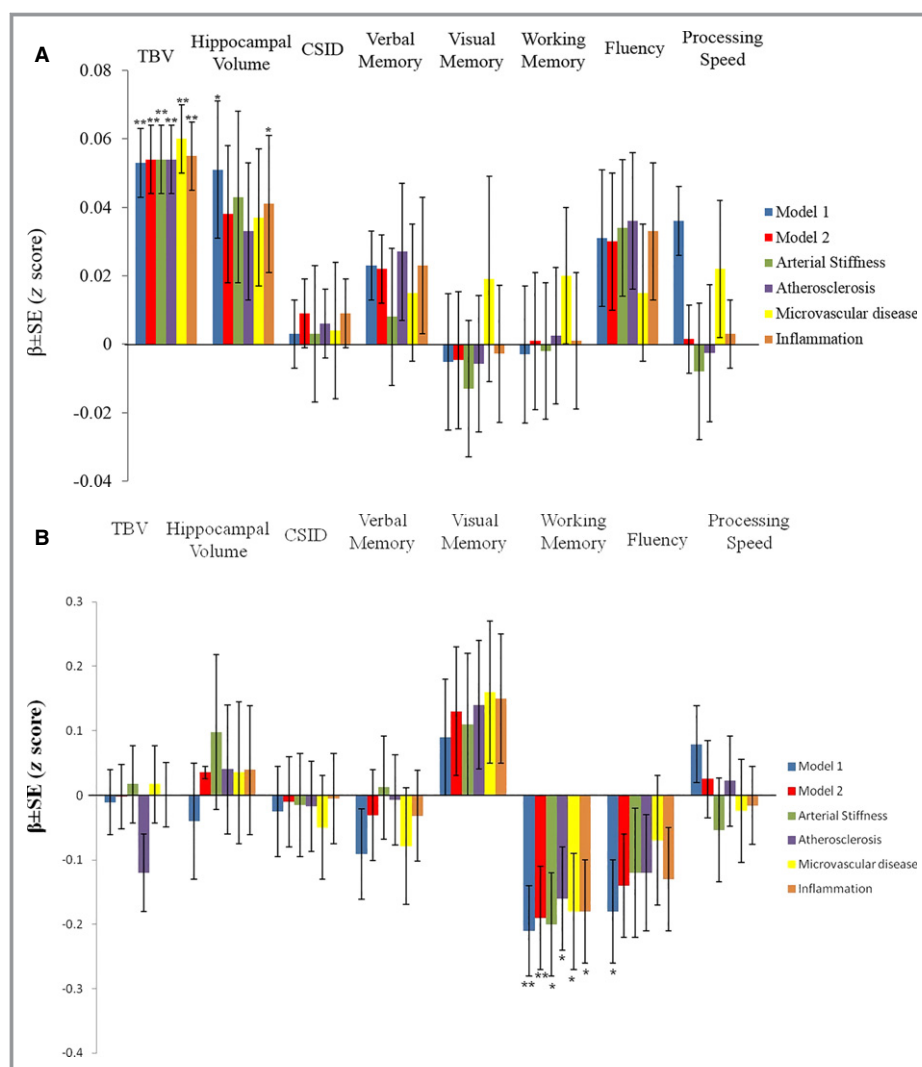 A
TBV
Hippocampal
Volume
CSID
Verbal
Memory
Visual
Memory
Working
Memory
Fluency
Processing
Speed
0.08
0.06
0.04
0.02
0
-0.02
-0.04
β±SE (z score)
** ** ** ** ** **
* *
Model 1
Model 2
Arterial Stiffness
Atherosclerosis
Microvascular disease
Inflammation
B
TBV
Hippocampal
Volume
CSID
Verbal
Memory
Visual
Memory
Working
Memory
Fluency
Processing
Speed
0.3
0.2
0.1
0
-0.1
-0.2
-0.3
-0.4
β±SE (z score)
** ** * * * *
*
Model 1
Model 2
Arterial Stiffness
Atherosclerosis
Microvascular disease
Inflammation